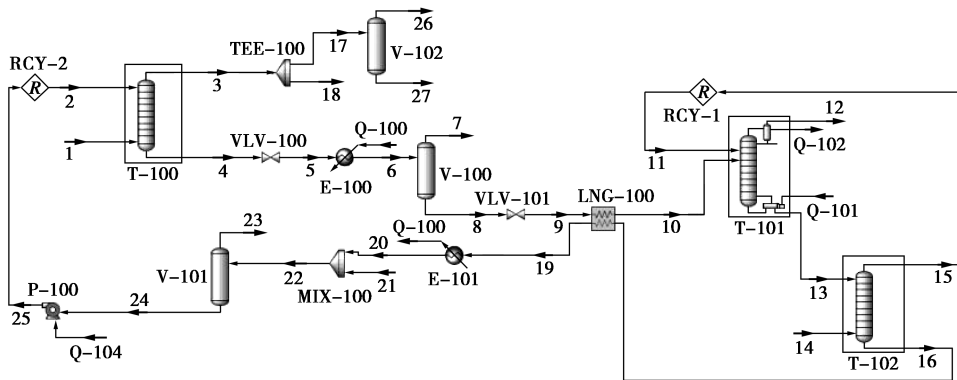 26
TEE-100
17
V-102
RCY-2
R
2
3
18
27
1
VLV-100
Q-100
7
T-100
4
5
E-100
6
V-100
VLV-101
LNG-100
8
9
10
R
RCY-1
11
12
Q-102
Q-101
T-101
23
Q-100
20
V-101
22
E-101
19
21
MIX-100
P-100
24
25
Q-104
13
15
14
T-102
16